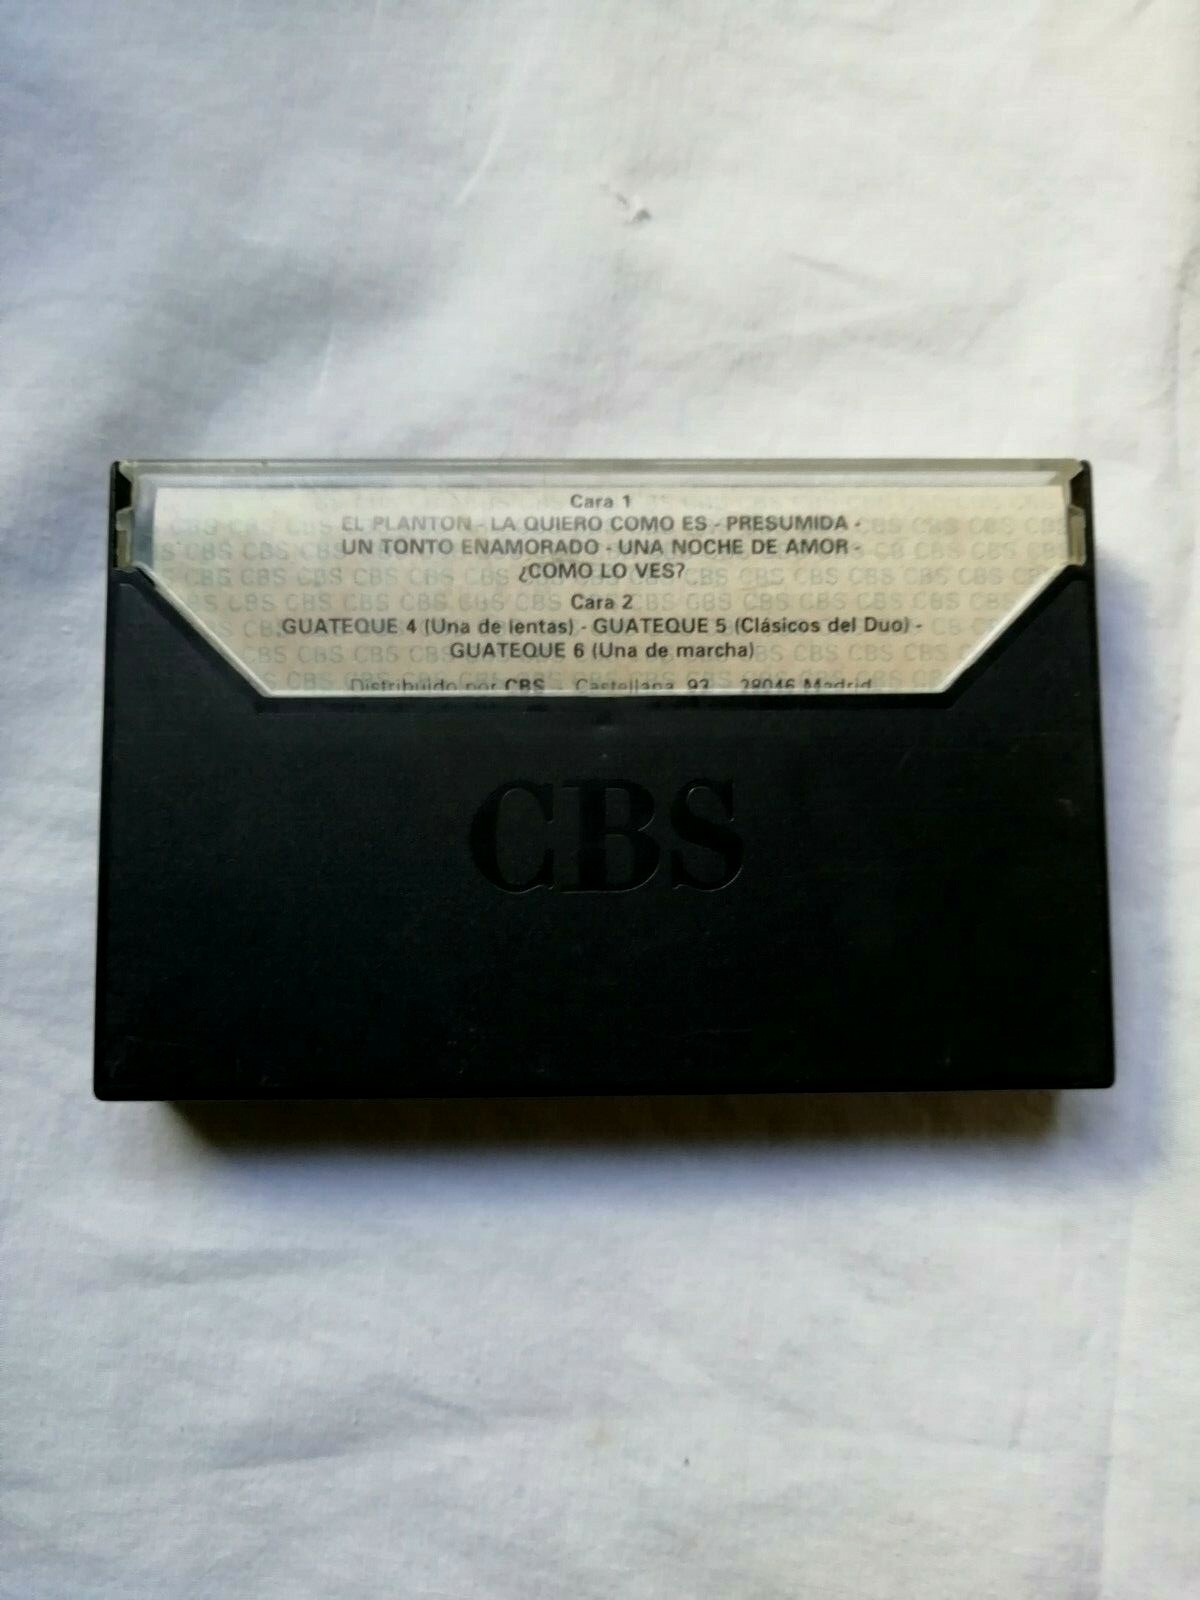 Cara 1
EL PLANTON - LA QUIERO COMO ES - PRESUMIDA -
UN TONTO ENAMORADO - UNA NOCHE DE AMOR -
¿COMO LO VES?
Cara 2
GUATEQUE 4 (Una de lentas) - GUATEQUE 5 (Clásicos del Duo) -
GUATEQUE 6 (Una de marcha)
Distribuido por CBS - Castellana, 93 - 28046 Madrid
CBS